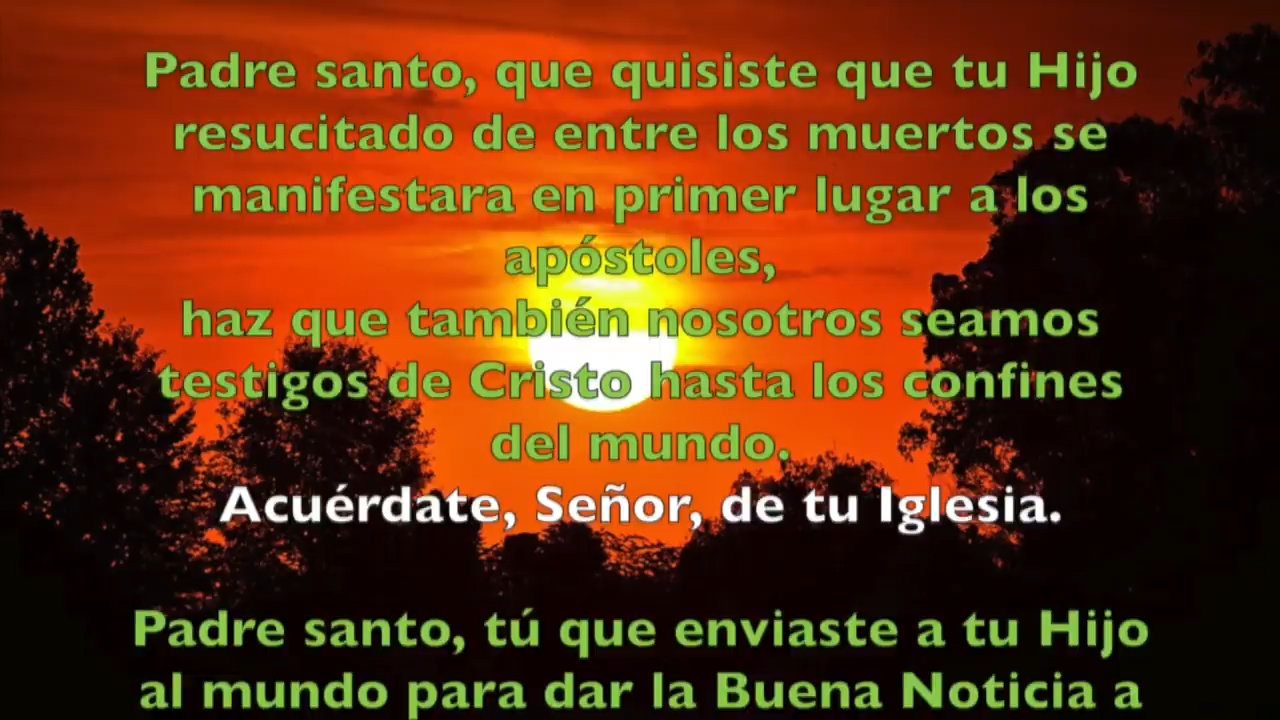 Padre santo, que quisiste que tu Hijo
resucitado de entre los muertos se
manifestara en primer lugar a los
apóstoles,
haz que también nosotros seamos
testigos de Cristo hasta los confines
del mundo.
Acuérdate, Señor, de tu Iglesia.
Padre santo, tú que enviaste a tu Hijo
al mundo para dar la Buena Noticia a